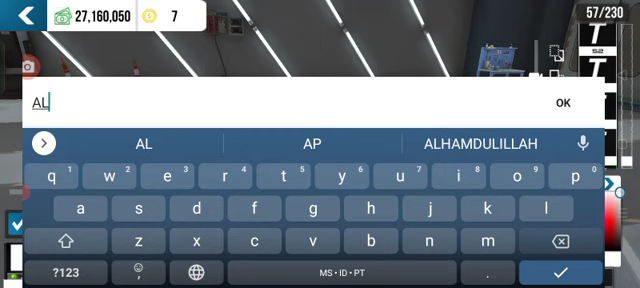 27,160,050
7
57/230
T
S2
T
AL
OK
AL AP ALHAMDULILLAH
q 1 w 2 e 3 r 4 t 5 y 6 u 7 i 8 o 9 p 0
a s d f g h j k l
z x c v b n m
?123 , MS • ID • PT .